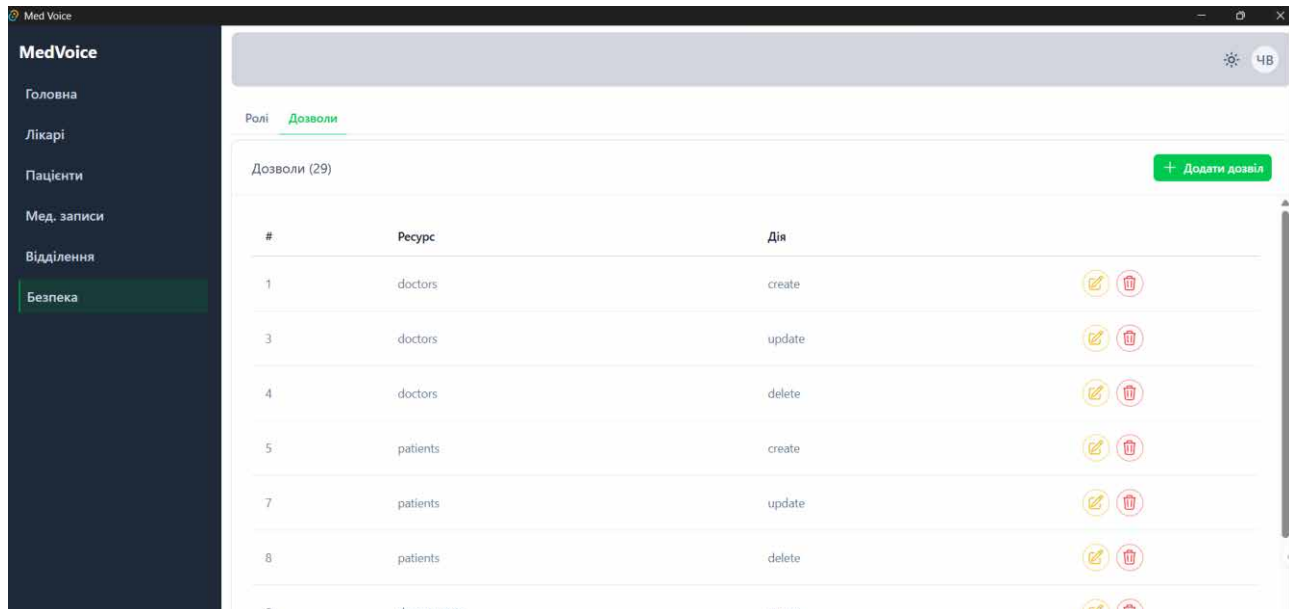 Med Voice
MedVoice
ЧВ
Головна
Лікарі
Пацієнти
Мед. записи
Відділення
Безпека
Ролі Дозволи
Дозволи (29)
+ Додати дозвіл
# Ресурс Дія
1 doctors create
3 doctors update
4 doctors delete
5 patients create
7 patients update
8 patients delete